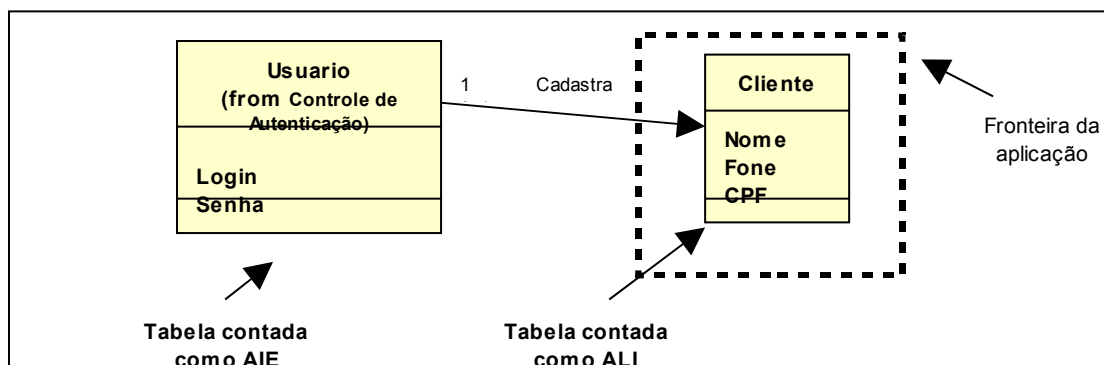 Usuario
(from Controle de
Autenticação)
Login
Senha
1
Cadastra
Cliente
Nome
Fone
CPF
Fronteira da
aplicação
Tabela contada
como AIE
Tabela contada
como ALI